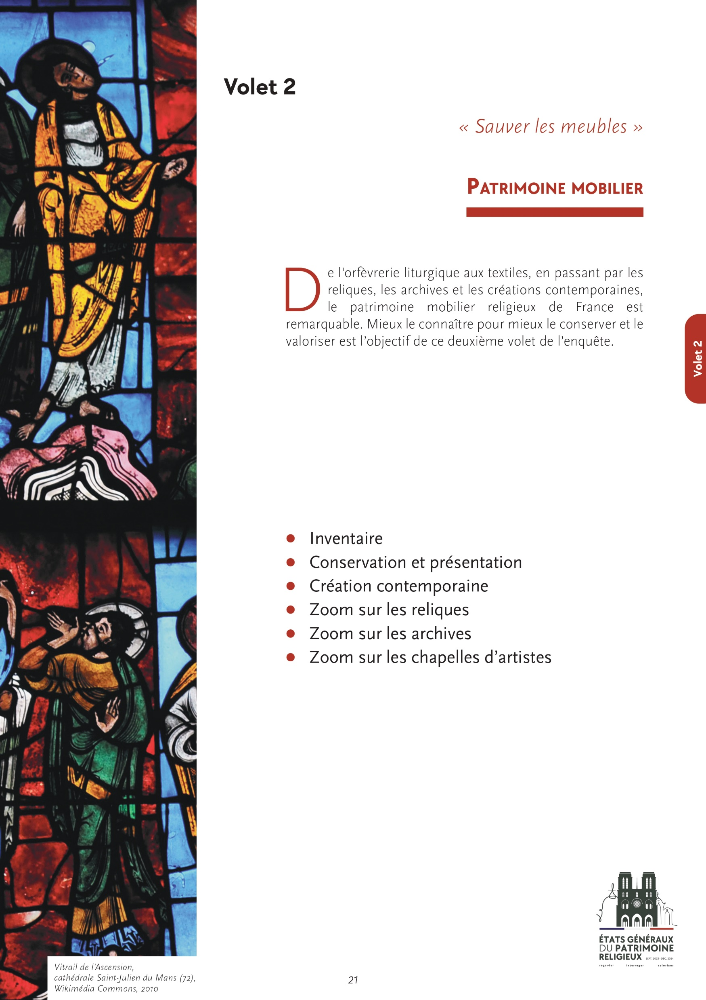 Volet 2
« Sauver les meubles »
PATRIMOINE MOBILIER
De l'orfèvrerie liturgique aux textiles, en passant par les
reliques, les archives et les créations contemporaines,
le patrimoine mobilier religieux de France est
remarquable. Mieux le connaître pour mieux le conserver et le
valoriser est l’objectif de ce deuxième volet de l’enquête.
Volet 2
• Inventaire
• Conservation et présentation
• Création contemporaine
• Zoom sur les reliques
• Zoom sur les archives
• Zoom sur les chapelles d’artistes
ÉTATS GÉNÉRAUX
DU PATRIMOINE
RELIGIEUX SEPT. 2023 - DÉC. 2024
regarder interroger valoriser
Vitrail de l'Ascension,
cathédrale Saint-Julien du Mans (72),
Wikimédia Commons, 2010
21